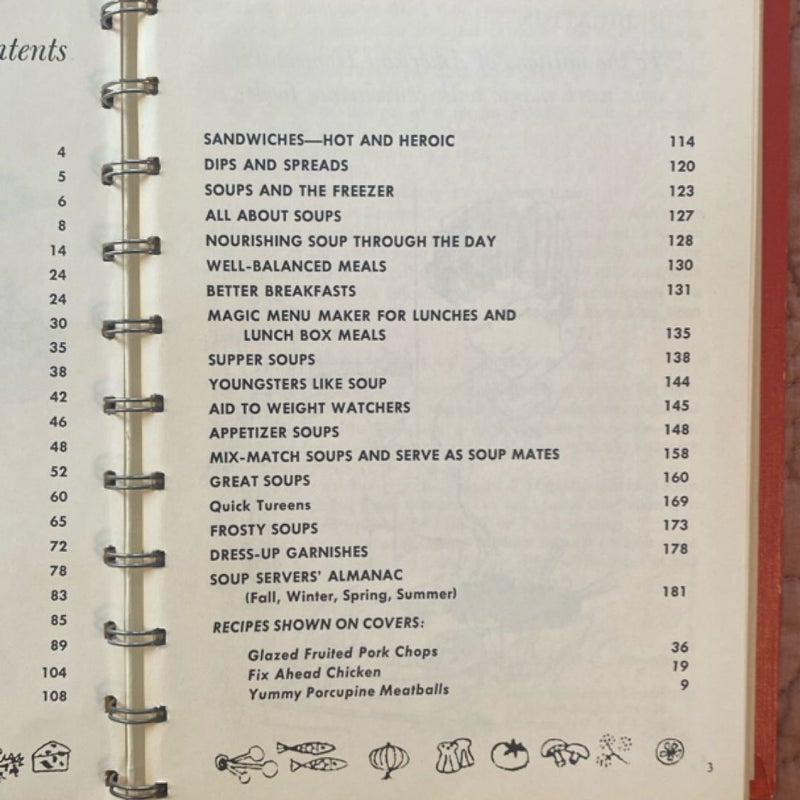 ntents
4
5
6
8
14
24
24
30
35
38
42
46
48
52
60
65
72
78
83
85
89
104
108
SANDWICHES—HOT AND HEROIC 114
DIPS AND SPREADS 120
SOUPS AND THE FREEZER 123
ALL ABOUT SOUPS 127
NOURISHING SOUP THROUGH THE DAY 128
WELL-BALANCED MEALS 130
BETTER BREAKFASTS 131
MAGIC MENU MAKER FOR LUNCHES AND
LUNCH BOX MEALS 135
SUPPER SOUPS 138
YOUNGSTERS LIKE SOUP 144
AID TO WEIGHT WATCHERS 145
APPETIZER SOUPS 148
MIX-MATCH SOUPS AND SERVE AS SOUP MATES 158
GREAT SOUPS 160
Quick Tureens 169
FROSTY SOUPS 173
DRESS-UP GARNISHES 178
SOUP SERVERS' ALMANAC
(Fall, Winter, Spring, Summer) 181
RECIPES SHOWN ON COVERS:
Glazed Fruited Pork Chops 36
Fix Ahead Chicken 19
Yummy Porcupine Meatballs 9
3